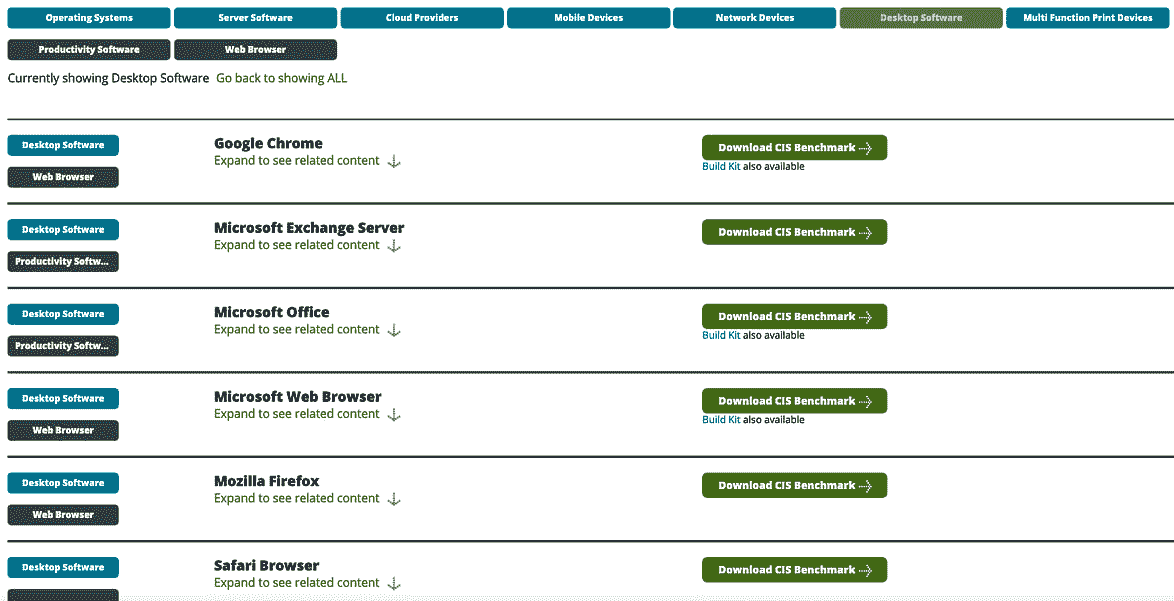 Operating Systems
Server Software
Cloud Providers
Mobile Devices
Network Devices
Desktop Software
Multi Function Print Devices
Productivity Software
Web Browser
Currently showing Desktop Software Go back to showing ALL
Desktop Software
Web Browser
Google Chrome
Expand to see related content
Download CIS Benchmark
Build Kit also available
Desktop Software
Productivity Softw...
Microsoft Exchange Server
Expand to see related content
Download CIS Benchmark
Desktop Software
Productivity Softw...
Microsoft Office
Expand to see related content
Download CIS Benchmark
Build Kit also available
Desktop Software
Web Browser
Microsoft Web Browser
Expand to see related content
Download CIS Benchmark
Build Kit also available
Desktop Software
Web Browser
Mozilla Firefox
Expand to see related content
Download CIS Benchmark
Desktop Software
Safari Browser
Expand to see related content
Download CIS Benchmark